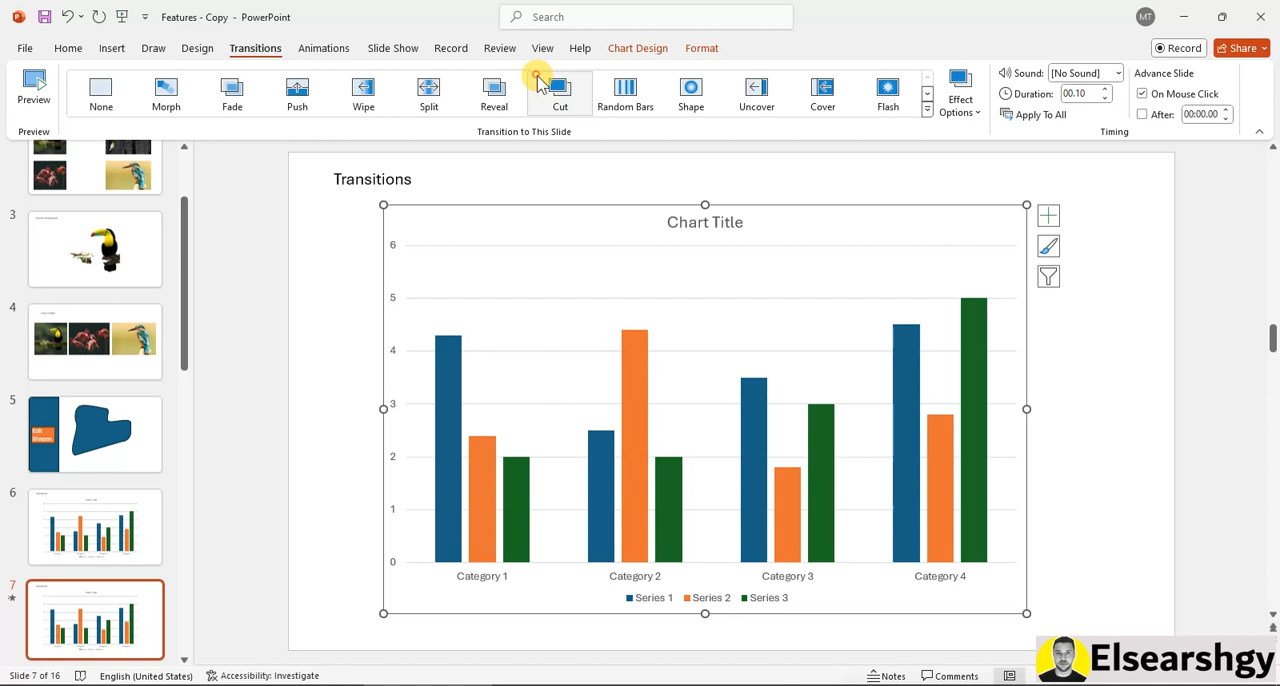 Features - Copy - PowerPoint
Search
MT
File Home Insert Draw Design Transitions Animations Slide Show Record Review View Help Chart Design Format
Record Share
Preview
None Morph Fade Push Wipe Split Reveal Cut Random Bars Shape Uncover Cover Flash
Effect Options
Sound: [No Sound]
Duration: 00.10
Apply To All
Advance Slide
On Mouse Click
After: 00:00.00
Preview
Transition to This Slide
Timing
3
4
5
Edit
Shapes
6
7
Transitions
Chart Title
6
5
4
3
2
1
0
Category 1 Category 2 Category 3 Category 4
Series 1 Series 2 Series 3
Elsearshgy
Slide 7 of 16 English (United States) Accessibility: Investigate Notes Comments